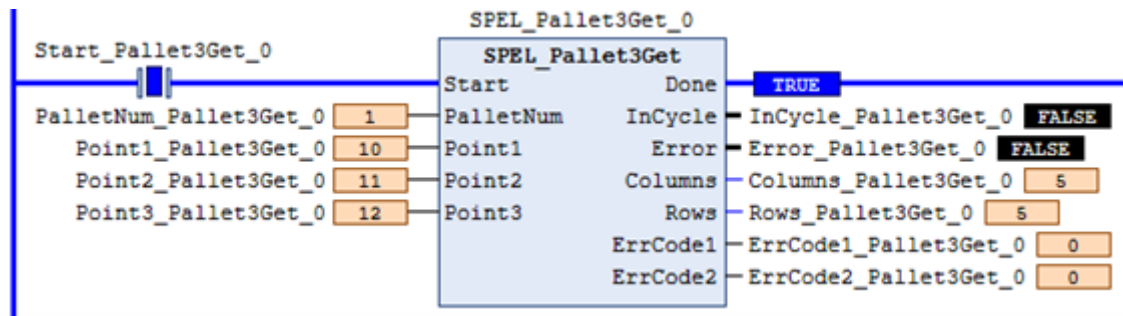 SPEL_Pallet3Get_0
Start_Pallet3Get_0
SPEL_Pallet3Get
Start Done TRUE
PalletNum_Pallet3Get_0 1 PalletNum InCycle InCycle_Pallet3Get_0 FALSE
Point1_Pallet3Get_0 10 Point1 Error Error_Pallet3Get_0 FALSE
Point2_Pallet3Get_0 11 Point2 Columns Columns_Pallet3Get_0 5
Point3_Pallet3Get_0 12 Point3 Rows Rows_Pallet3Get_0 5
ErrCode1 ErrCode1_Pallet3Get_0 0
ErrCode2 ErrCode2_Pallet3Get_0 0